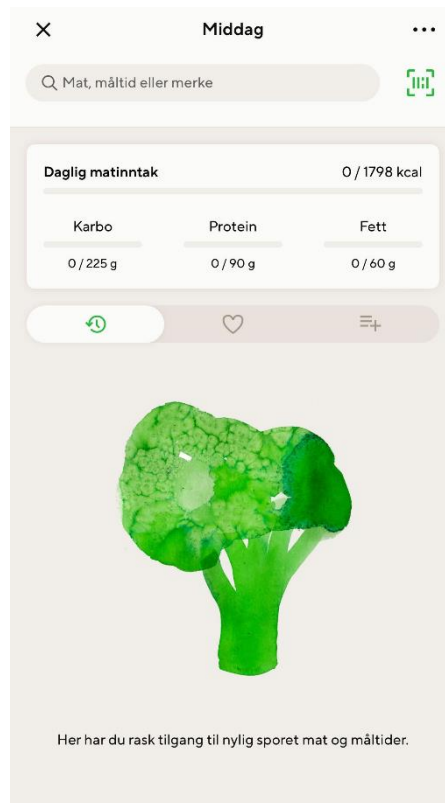 Middag
Mat, måltid eller merke
Daglig matinntak 0 / 1798 kcal
Karbo Protein Fett
0 / 225 g 0 / 90 g 0 / 60 g
Her har du rask tilgang til nylig sporet mat og måltider.